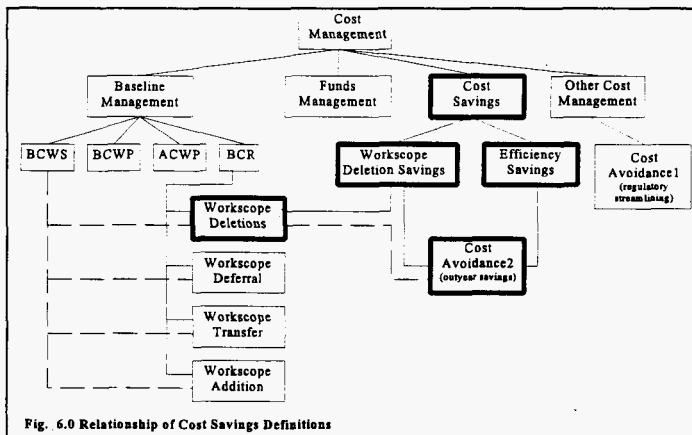 Cost
Management
Baseline
Management
Funds
Management
Cost
Savings
Other Cost
Management
BCWS
BCWP
ACWP
BCR
Workscope
Deletion Savings
Efficiency
Savings
Cost
Avoidance1
(regulatory
streamlining)
Workscope
Deletions
Cost
Avoidance2
(outyear savings)
Workscope
Deferral
Workscope
Transfer
Workscope
Addition
Fig. 6.0 Relationship of Cost Savings Definitions